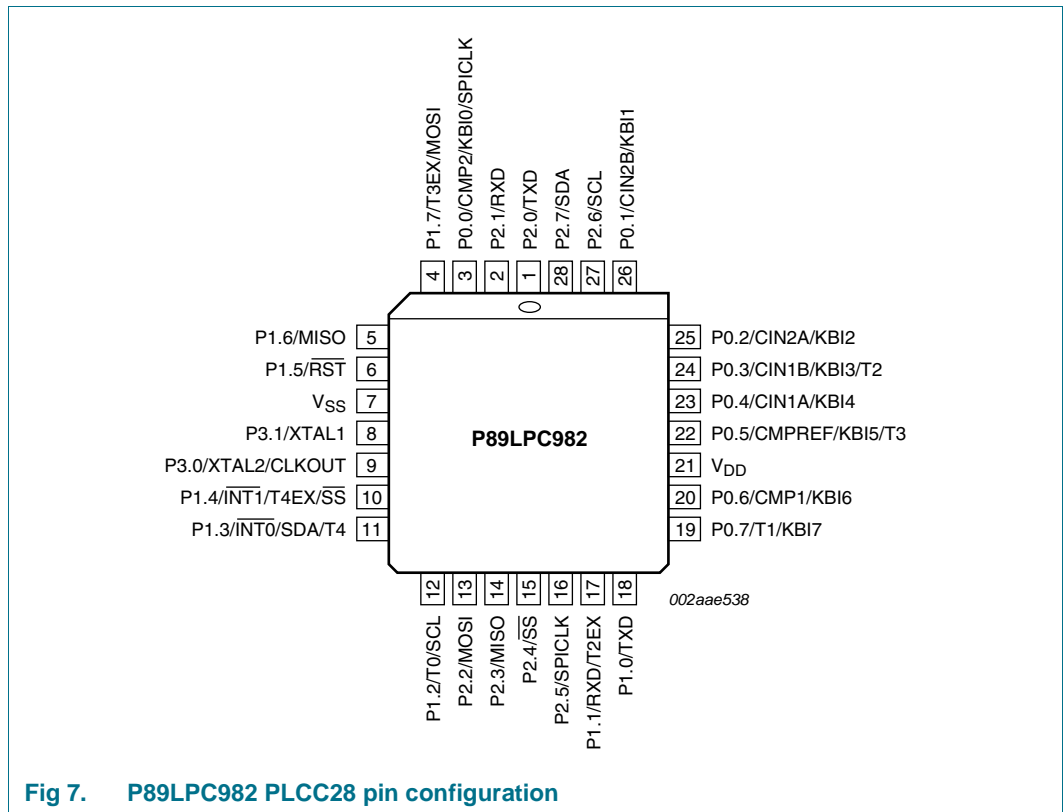 P1.7/T3EX/MOSI
P0.0/CMP2/KBI0/SPICLK
P2.1/RXD
P2.0/TXD
P2.7/SDA
P2.6/SCL
P0.1/CIN2B/KBI1
4
3
2
1
28
27
26
P1.6/MISO 5
P1.5/R̅S̅T̅ 6
VSS 7
P3.1/XTAL1 8
P3.0/XTAL2/CLKOUT 9
P1.4/I̅N̅T̅1̅/T4EX/S̅S̅ 10
P1.3/I̅N̅T̅0̅/SDA/T4 11
P89LPC982
25 P0.2/CIN2A/KBI2
24 P0.3/CIN1B/KBI3/T2
23 P0.4/CIN1A/KBI4
22 P0.5/CMPREF/KBI5/T3
21 VDD
20 P0.6/CMP1/KBI6
19 P0.7/T1/KBI7
12
13
14
15
16
17
18
P1.2/T0/SCL
P2.2/MOSI
P2.3/MISO
P2.4/S̅S̅
P2.5/SPICLK
P1.1/RXD/T2EX
P1.0/TXD
002aae538
Fig 7. P89LPC982 PLCC28 pin configuration